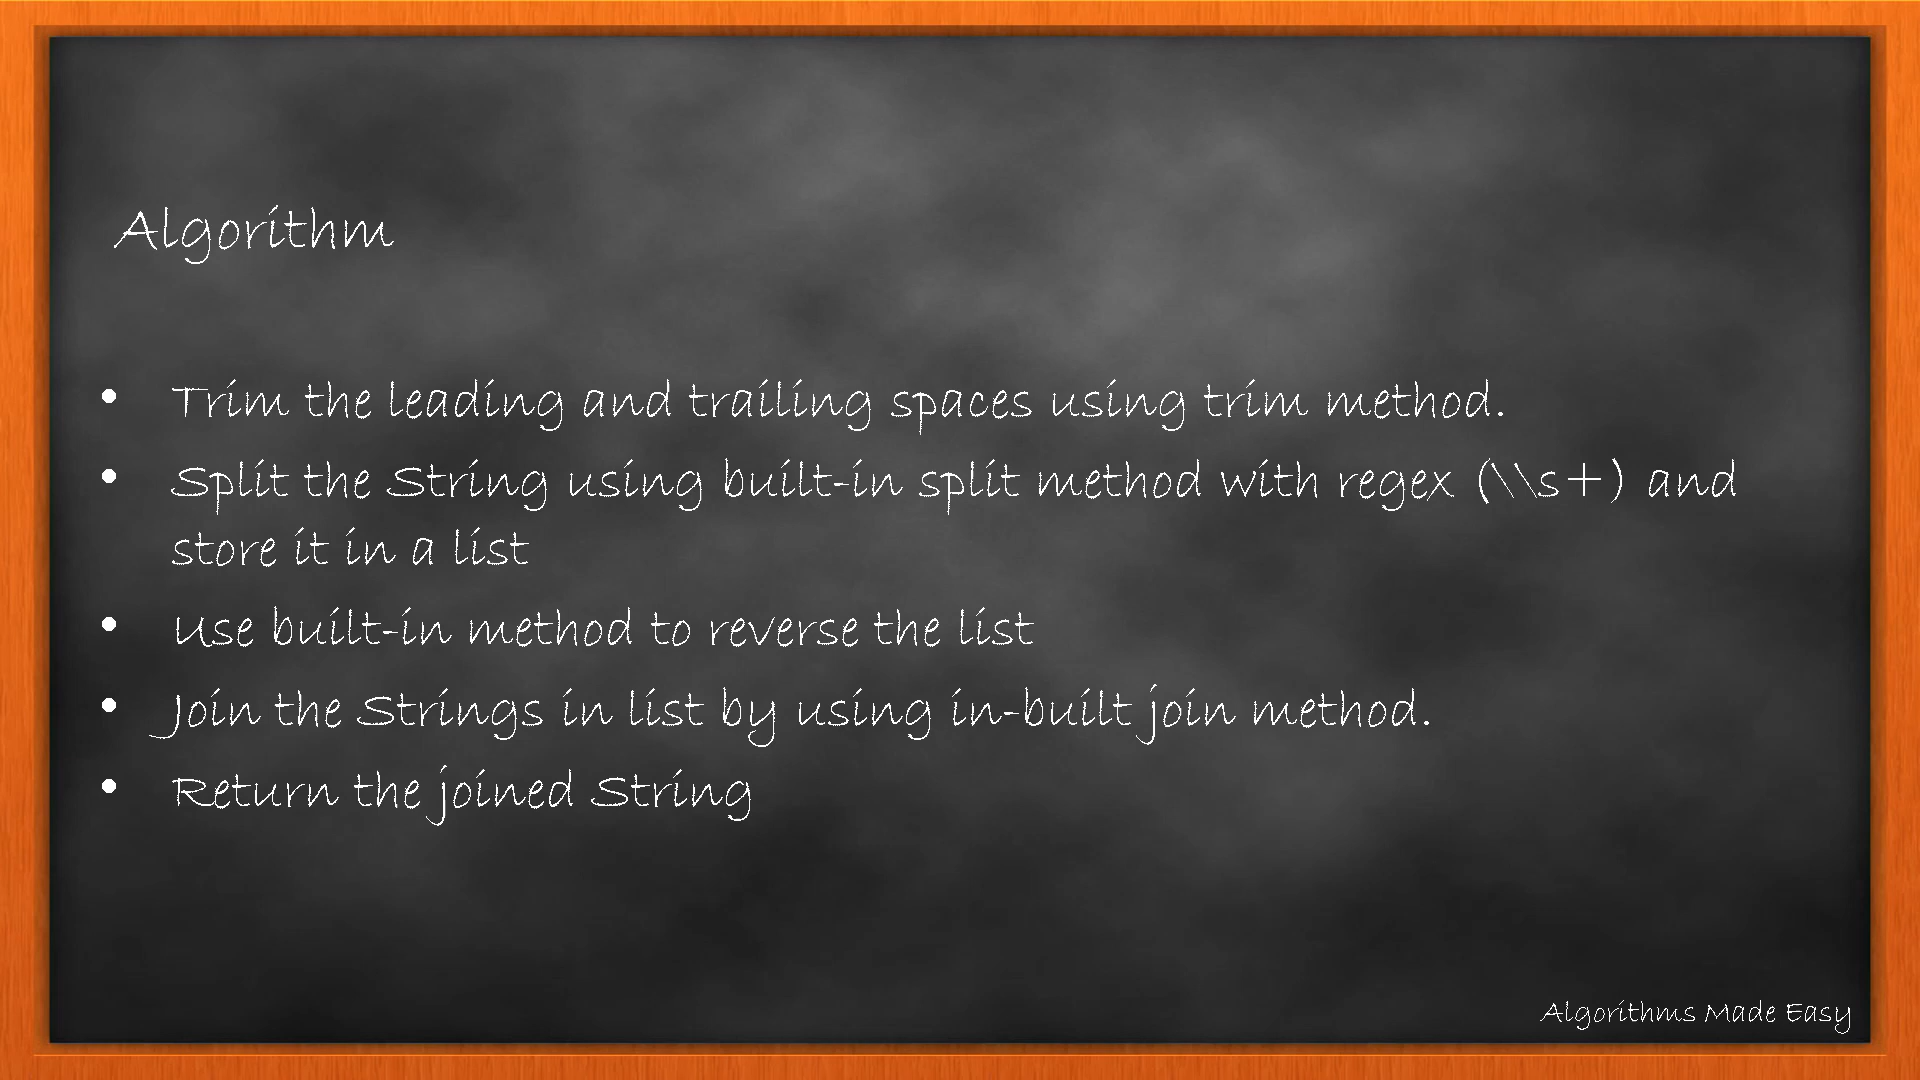 Algorithm
• Trim the leading and trailing spaces using trim method.
• Split the String using built-in split method with regex (\\s+) and
store it in a list
• Use built-in method to reverse the list
• Join the Strings in list by using in-built join method.
• Return the joined String
Algorithms Made Easy